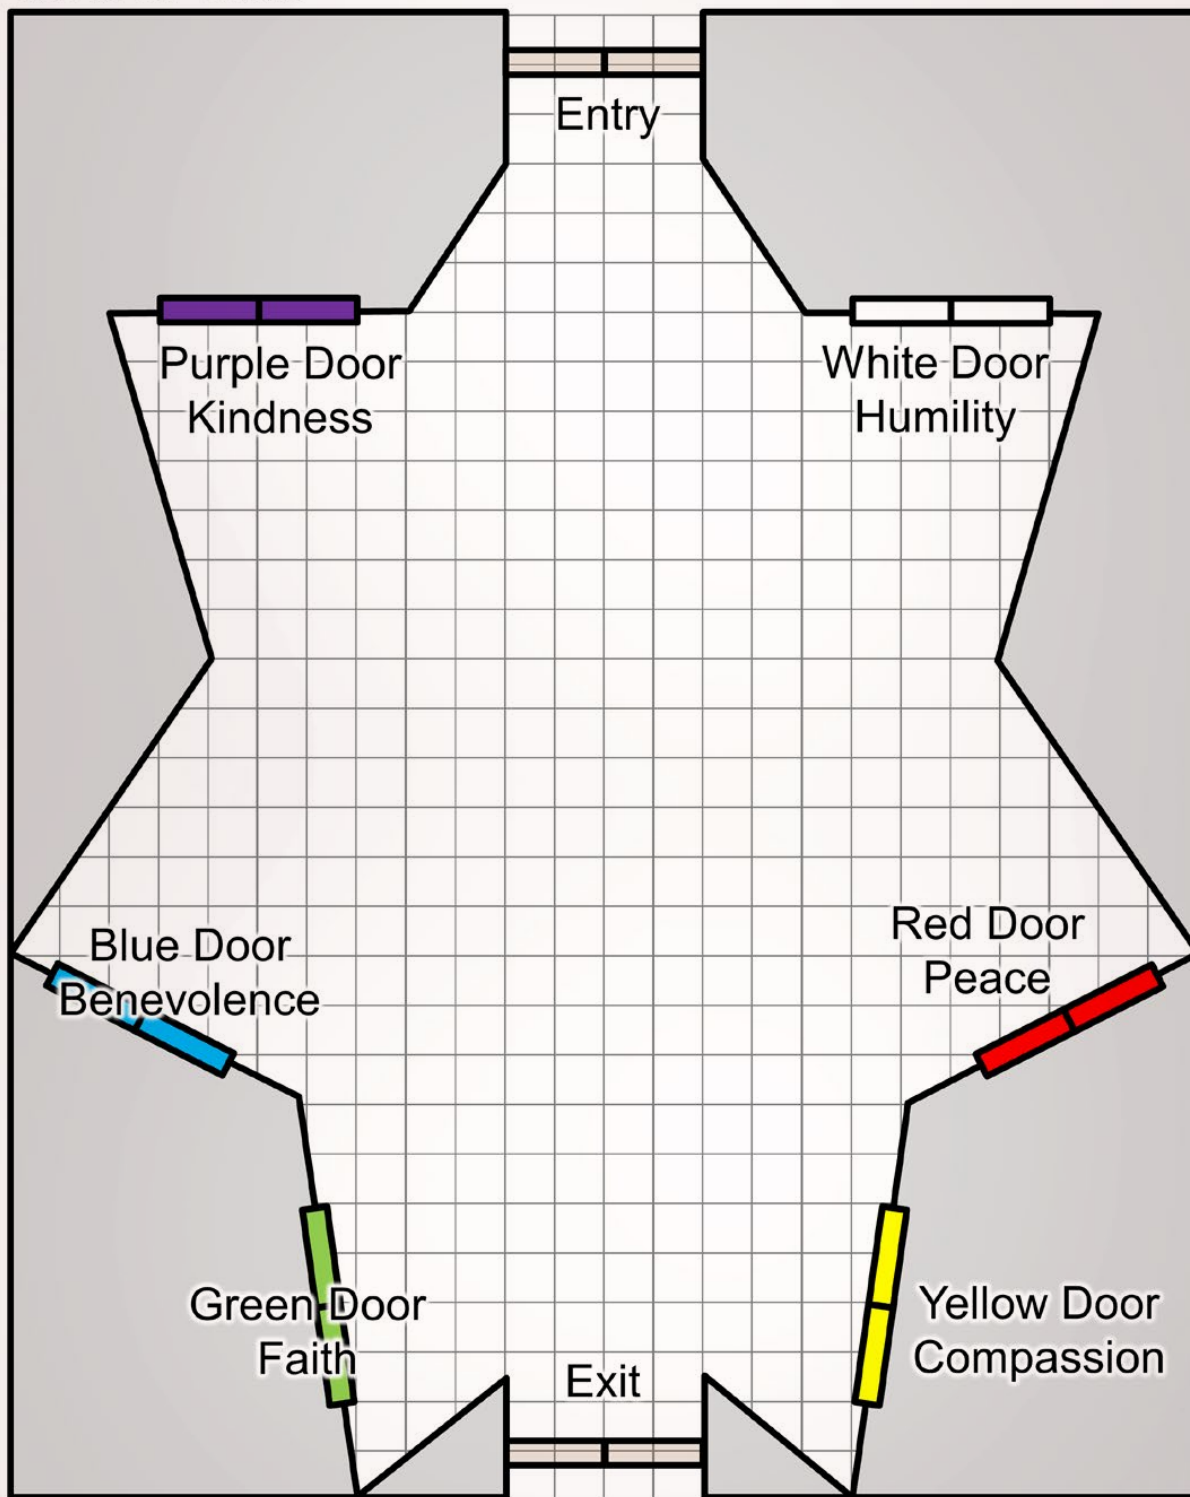 Entry
Purple Door
Kindness
White Door
Humility
Blue Door
Benevolence
Red Door
Peace
Green Door
Faith
Yellow Door
Compassion
Exit